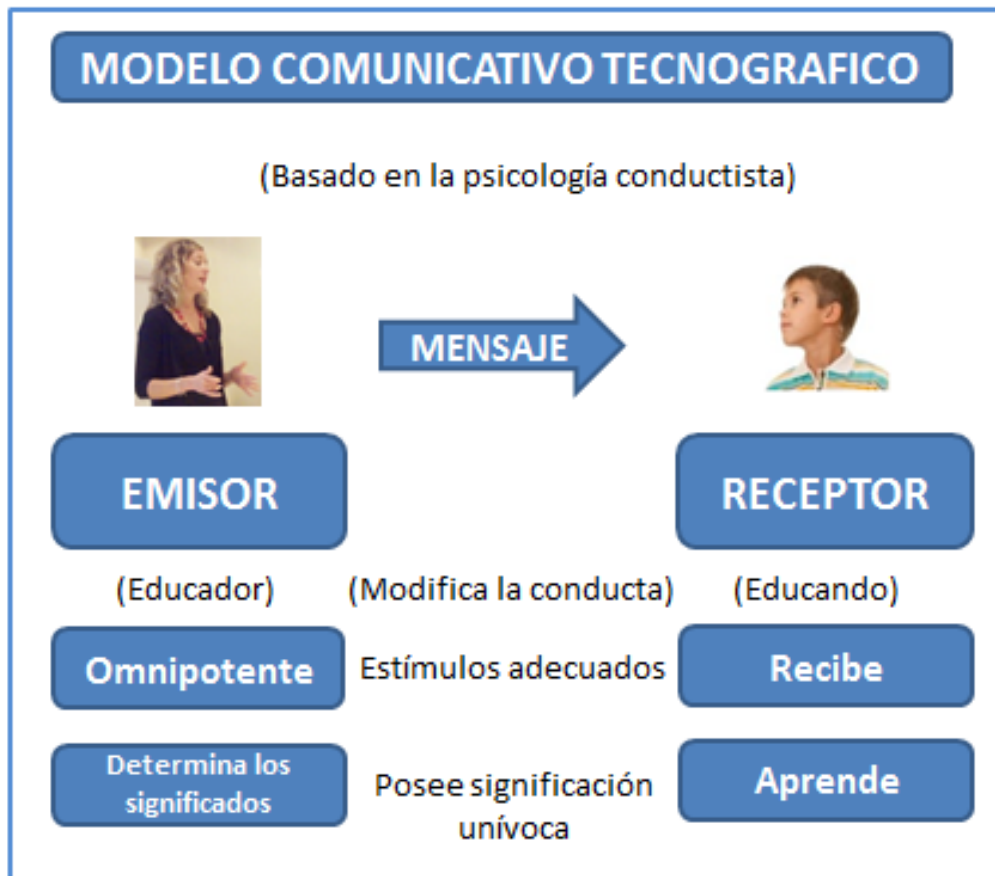 MODELO COMUNICATIVO TECNOGRAFICO
(Basado en la psicología conductista)
MENSAJE
EMISOR
RECEPTOR
(Educador)
(Modifica la conducta)
(Educando)
Omnipotente
Estímulos adecuados
Recibe
Determina los
significados
Posee significación
unívoca
Aprende